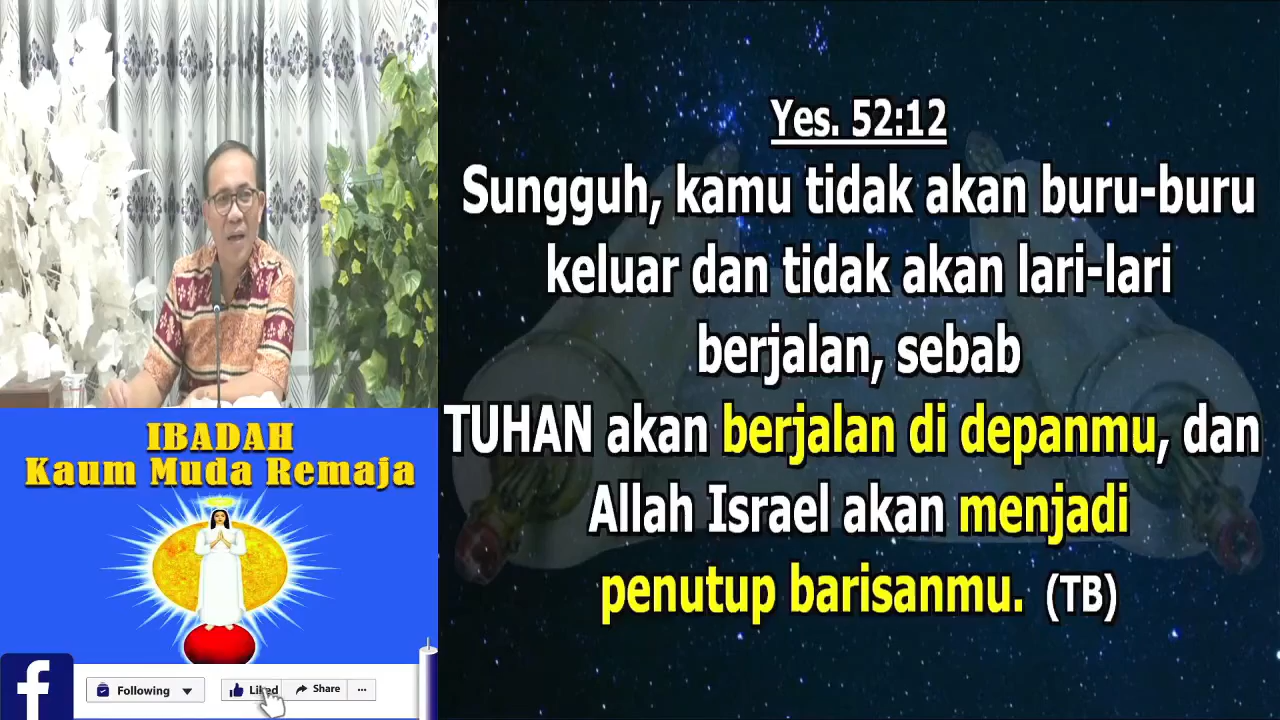 Yes. 52:12
Sungguh, kamu tidak akan buru-buru
keluar dan tidak akan lari-lari
berjalan, sebab
TUHAN akan berjalan di depanmu, dan
Allah Israel akan menjadi
penutup barisanmu. (TB)
IBADAH
Kaum Muda Remaja
f
Following
Liked
Share
...